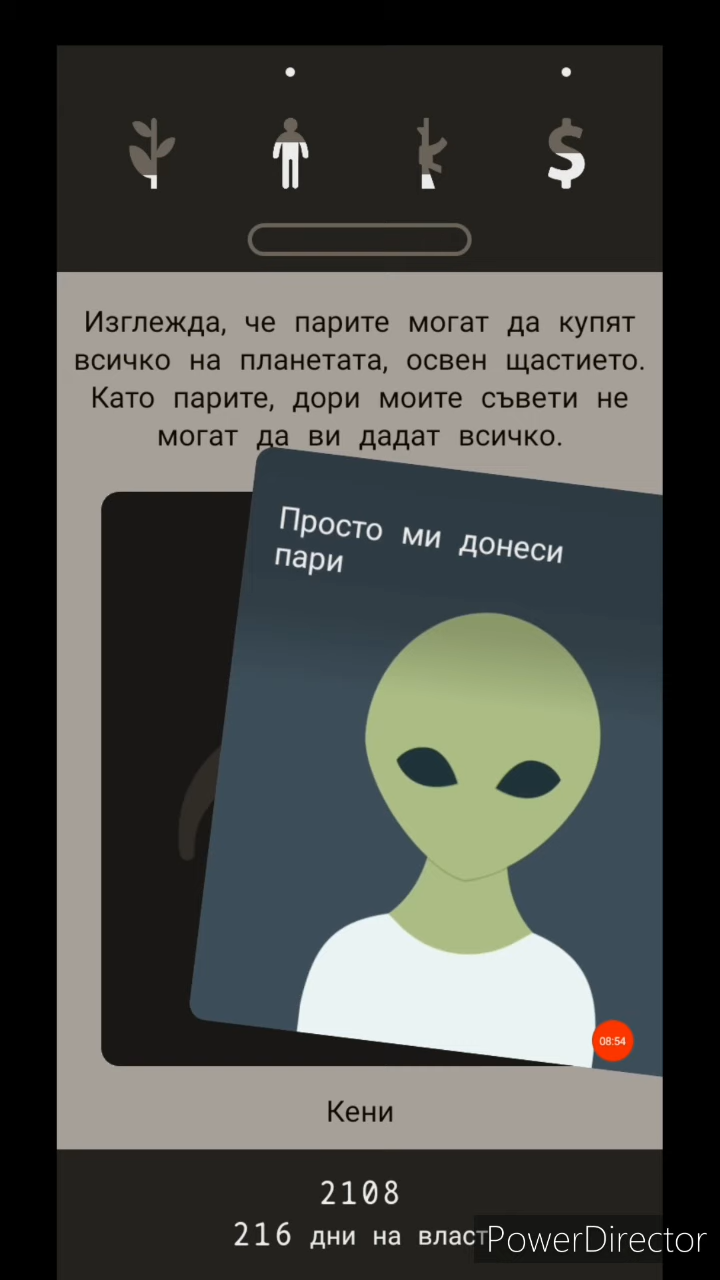 Изглежда, че парите могат да купят
всичко на планетата, освен щастието.
Като парите, дори моите съвети не
могат да ви дадат всичко.
Просто ми донеси
пари
08:54
Кени
2108
216 дни на власт
PowerDirector